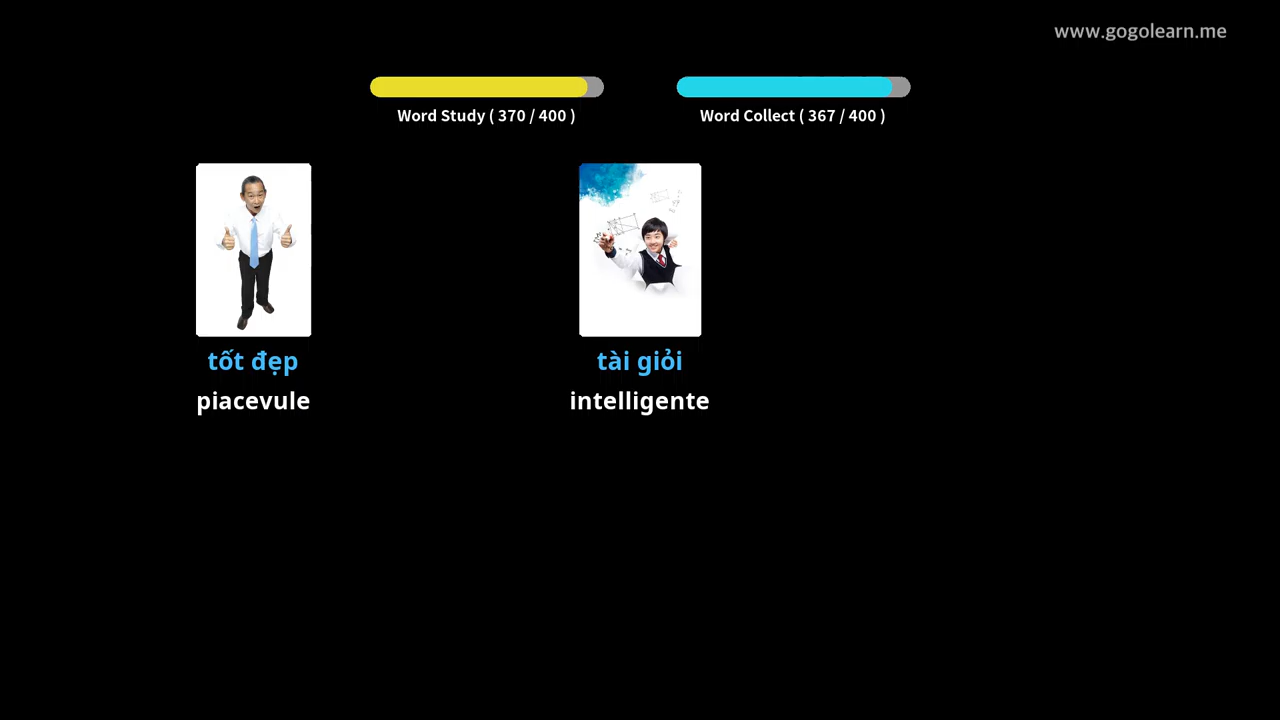 www.gogolearn.me
Word Study ( 370 / 400 )
Word Collect ( 367 / 400 )
tốt đẹp
piacevule
tài giỏi
intelligente